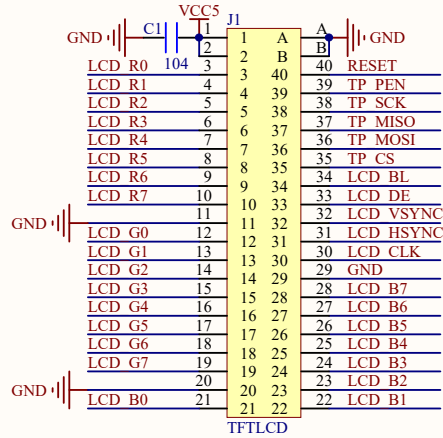 VCC5
J1
GND C1 1 1 A A GND
104 2 2 B B
LCD_R0 3 3 40 40 RESET
LCD_R1 4 4 39 39 TP_PEN
LCD_R2 5 5 38 38 TP_SCK
LCD_R3 6 6 37 37 TP_MISO
LCD_R4 7 7 36 36 TP_MOSI
LCD_R5 8 8 35 35 TP_CS
LCD_R6 9 9 34 34 LCD_BL
LCD_R7 10 10 33 33 LCD_DE
GND 11 11 32 32 LCD_VSYNC
LCD_G0 12 12 31 31 LCD_HSYNC
LCD_G1 13 13 30 30 LCD_CLK
LCD_G2 14 14 29 29 GND
LCD_G3 15 15 28 28 LCD_B7
LCD_G4 16 16 27 27 LCD_B6
LCD_G5 17 17 26 26 LCD_B5
LCD_G6 18 18 25 25 LCD_B4
LCD_G7 19 19 24 24 LCD_B3
GND 20 20 23 23 LCD_B2
LCD_B0 21 21 22 22 LCD_B1
TFTLCD